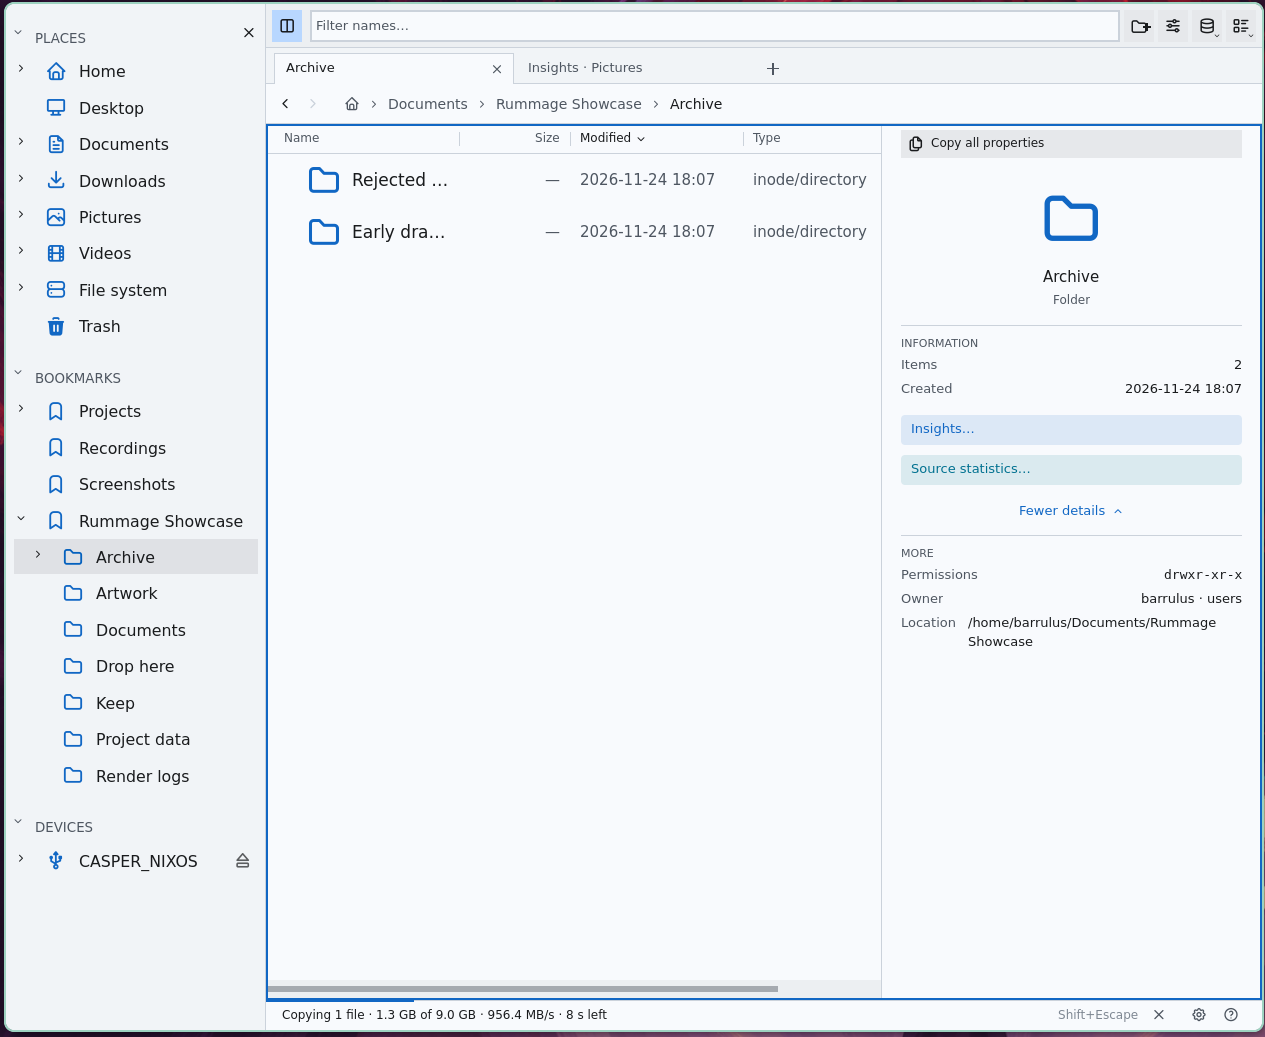 PLACES
Home
Desktop
Documents
Downloads
Pictures
Videos
File system
Trash
BOOKMARKS
Projects
Recordings
Screenshots
Rummage Showcase
Archive
Artwork
Documents
Drop here
Keep
Project data
Render logs
DEVICES
CASPER_NIXOS
Filter names...
Archive
Insights · Pictures
Documents
Rummage Showcase
Archive
Name Size Modified Type
Rejected ... — 2026-11-24 18:07 inode/directory
Early dra... — 2026-11-24 18:07 inode/directory
Copy all properties
Archive
Folder
INFORMATION
Items 2
Created 2026-11-24 18:07
Insights...
Source statistics...
Fewer details
MORE
Permissions drwxr-xr-x
Owner barrulus · users
Location /home/barrulus/Documents/Rummage
Showcase
Copying 1 file · 1.3 GB of 9.0 GB · 956.4 MB/s · 8 s left
Shift+Escape